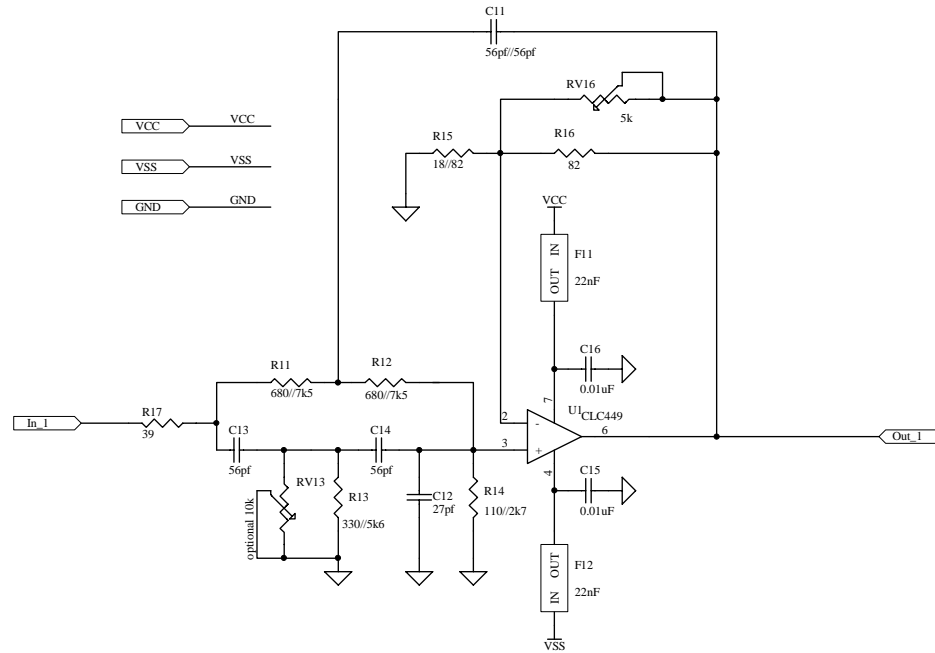 C11
56pf//56pf
RV16
5k
VCC VCC
R15
18//82
R16
82
VSS VSS
GND GND
VCC
OUT IN
F11
22nF
C16
0.01uF
R11
680//7k5
R12
680//7k5
7
U1
CLC449
In_1
R17
39
2
-
6
Out_1
C13
56pf
C14
56pf
3
+
4
C15
0.01uF
optional 10k
RV13
R13
330//5k6
C12
27pf
R14
110//2k7
IN OUT
F12
22nF
VSS